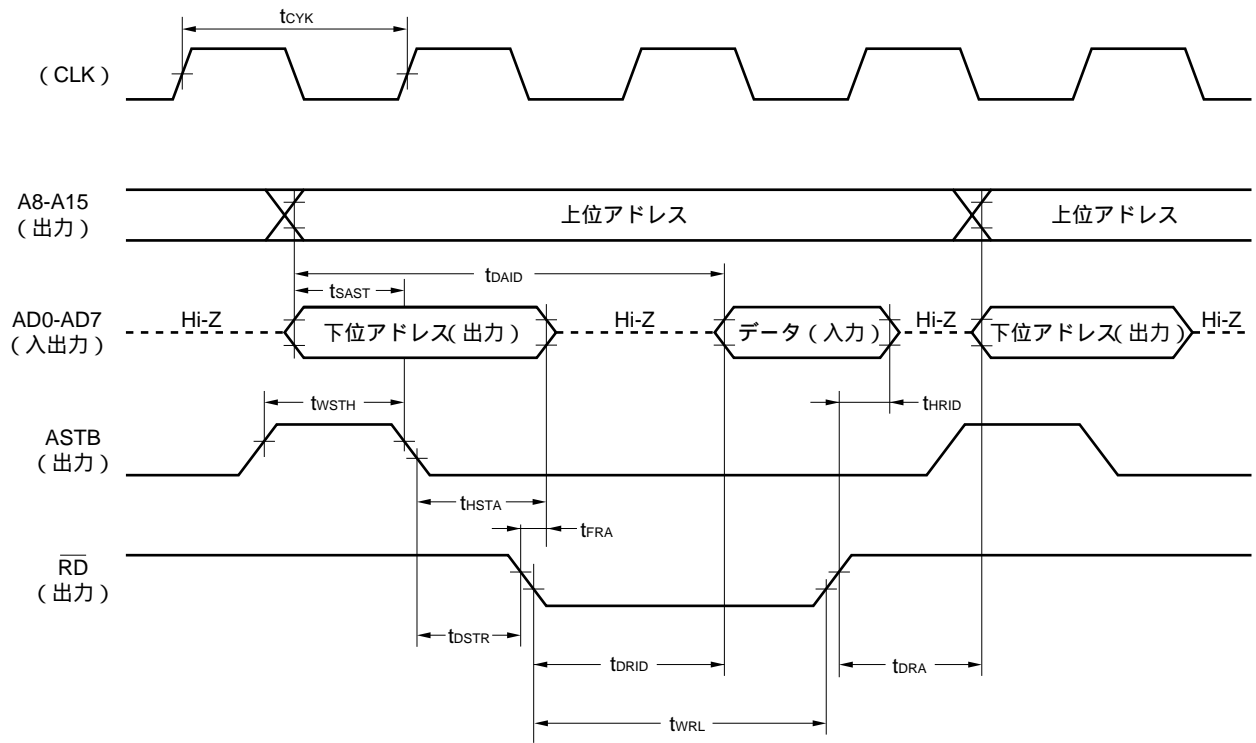 tCYK
( CLK )
A8-A15
( 出力 )
上位アドレス
上位アドレス
tDAID
tSAST
AD0-AD7
( 入出力 )
Hi-Z
下位アドレス( 出力 )
Hi-Z
データ ( 入力 )
Hi-Z
下位アドレス( 出力 )
Hi-Z
tWSTH
tHRID
ASTB
( 出力 )
tHSTA
tFRA
RD
( 出力 )
tDSTR
tDRID
tDRA
tWRL